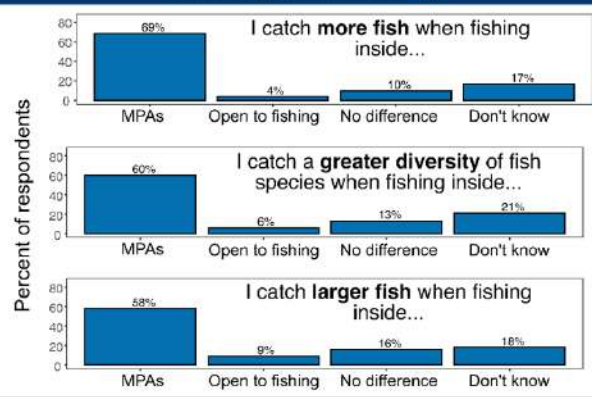 Percent of respondents
I catch more fish when fishing
inside...
80
60
40
20
0
69%
4%
10%
17%
MPAs Open to fishing No difference Don't know
I catch a greater diversity of fish
species when fishing inside...
80
60
40
20
0
60%
6%
13%
21%
MPAs Open to fishing No difference Don't know
I catch larger fish when fishing
inside...
80
60
40
20
0
58%
9%
16%
18%
MPAs Open to fishing No difference Don't know